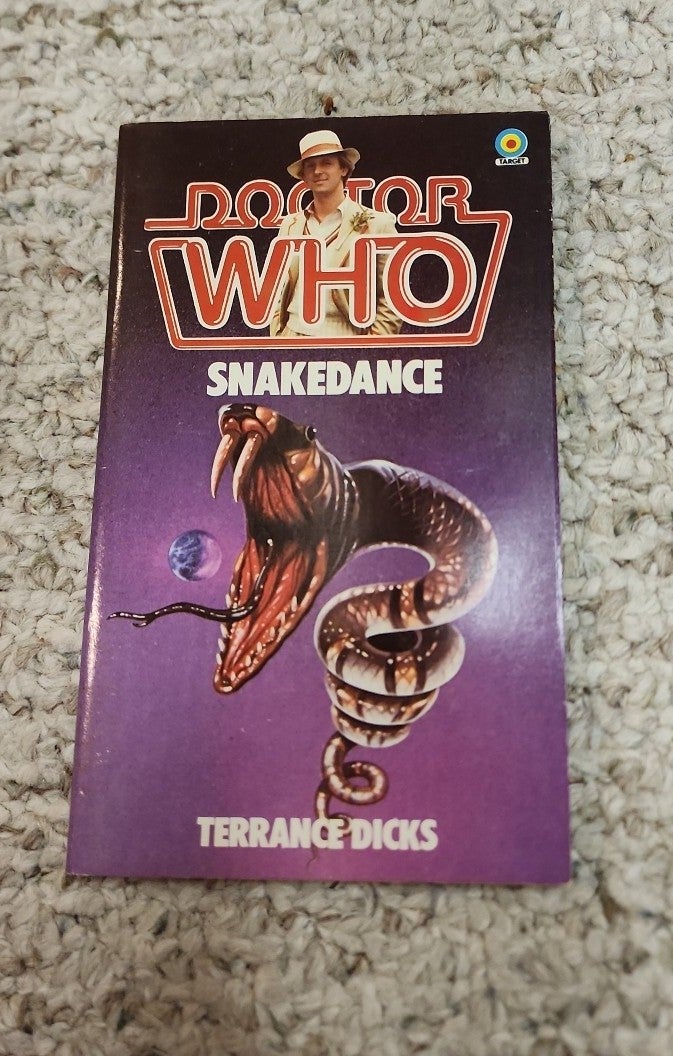 TARGET
DOCTOR
WHO
SNAKEDANCE
TERRANCE DICKS